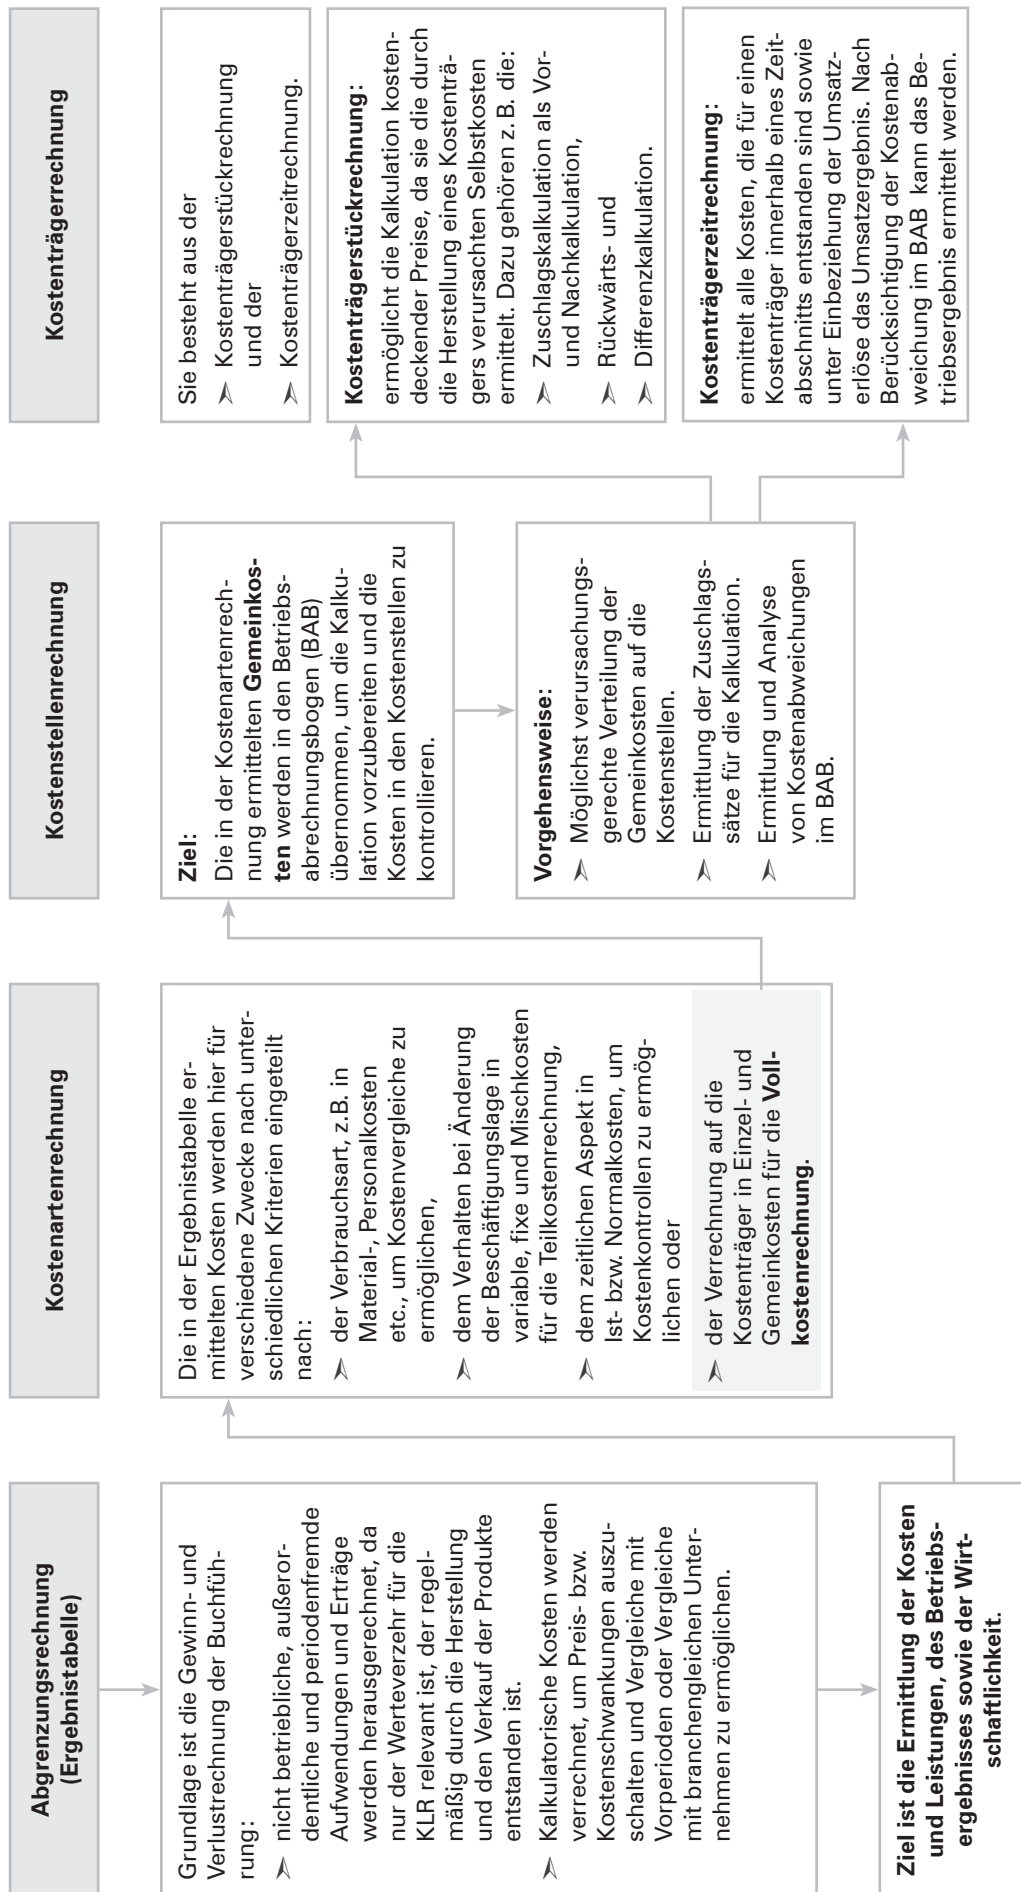 Abgrenzungsrechnung
(Ergebnistabelle)
Grundlage ist die Gewinn- und
Verlustrechnung der Buchfüh-
rung:
➢ nicht betriebliche, außeror-
dentliche und periodenfremde
Aufwendungen und Erträge
werden herausgerechnet, da
nur der Werteverzehr für die
KLR relevant ist, der regel-
mäßig durch die Herstellung
und den Verkauf der Produkte
entstanden ist.
➢ Kalkulatorische Kosten werden
verrechnet, um Preis- bzw.
Kostenschwankungen auszu-
schalten und Vergleiche mit
Vorperioden oder Vergleiche
mit branchengleichen Unter-
nehmen zu ermöglichen.
Ziel ist die Ermittlung der Kosten
und Leistungen, des Betriebs-
ergebnisses sowie der Wirt-
schaftlichkeit.
Kostenartenrechnung
Die in der Ergebnistabelle er-
mittelten Kosten werden hier für
verschiedene Zwecke nach unter-
schiedlichen Kriterien eingeteilt
nach:
➢ der Verbrauchsart, z.B. in
Material-, Personalkosten
etc., um Kostenvergleiche zu
ermöglichen,
➢ dem Verhalten bei Änderung
der Beschäftigungslage in
variable, fixe und Mischkosten
für die Teilkostenrechnung,
➢ dem zeitlichen Aspekt in
Ist- bzw. Normalkosten, um
Kostenkontrollen zu ermög-
lichen oder
➢ der Verrechnung auf die
Kostenträger in Einzel- und
Gemeinkosten für die Voll-
kostenrechnung.
Kostenstellenrechnung
Ziel:
Die in der Kostenartenrech-
nung ermittelten Gemeinkos-
ten werden in den Betriebs-
abrechnungsbogen (BAB)
übernommen, um die Kalku-
lation vorzubereiten und die
Kosten in den Kostenstellen zu
kontrollieren.
Vorgehensweise:
➢ Möglichst verursachungs-
gerechte Verteilung der
Gemeinkosten auf die
Kostenstellen.
➢ Ermittlung der Zuschlags-
sätze für die Kalkulation.
➢ Ermittlung und Analyse
von Kostenabweichungen
im BAB.
Kostenträgerrechnung
Sie besteht aus der
➢ Kostenträgerstückrechnung
und der
➢ Kostenträgerzeitrechnung.
Kostenträgerstückrechnung:
ermöglicht die Kalkulation kosten-
deckender Preise, da sie die durch
die Herstellung eines Kostenträ-
gers verursachten Selbstkosten
ermittelt. Dazu gehören z. B. die:
➢ Zuschlagskalkulation als Vor-
und Nachkalkulation,
➢ Rückwärts- und
➢ Differenzkalkulation.
Kostenträgerzeitrechnung:
ermittelt alle Kosten, die für einen
Kostenträger innerhalb eines Zeit-
abschnitts entstanden sind sowie
unter Einbeziehung der Umsatz-
erlöse das Umsatzergebnis. Nach
Berücksichtigung der Kostenab-
weichung im BAB kann das Be-
triebsergebnis ermittelt werden.